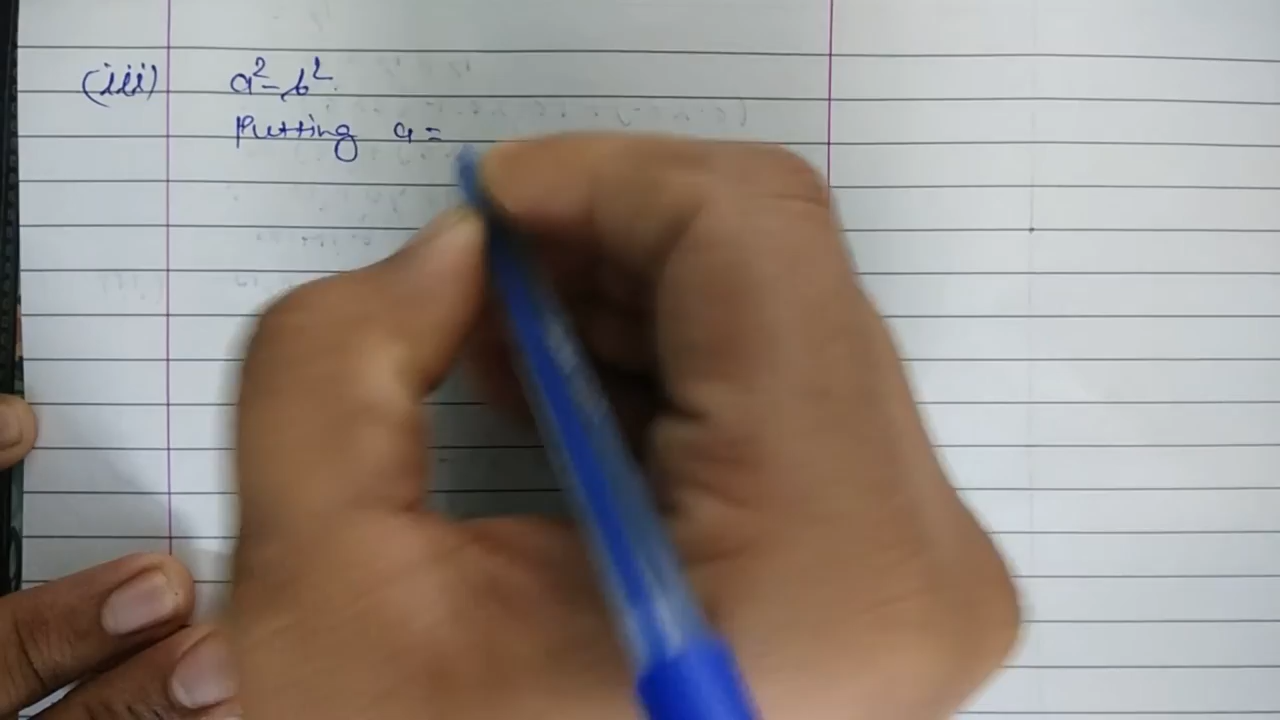 (iii) a²-b².
Putting a =